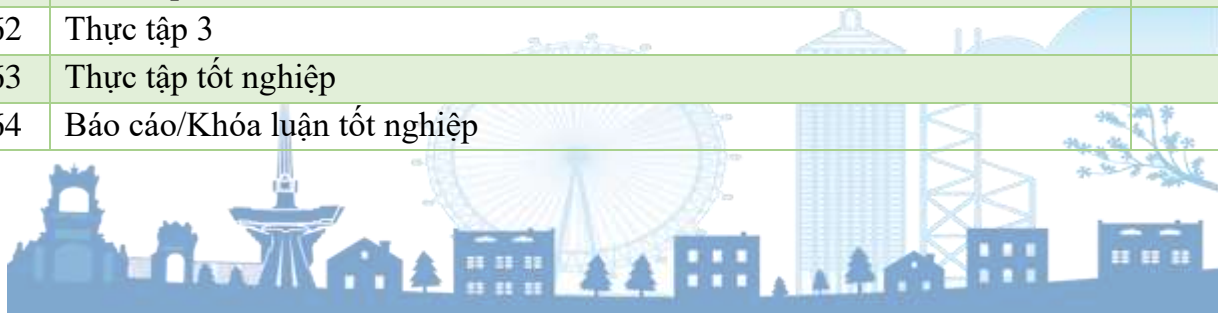 62 Thực tập 3
63 Thực tập tốt nghiệp
64 Báo cáo/Khóa luận tốt nghiệp